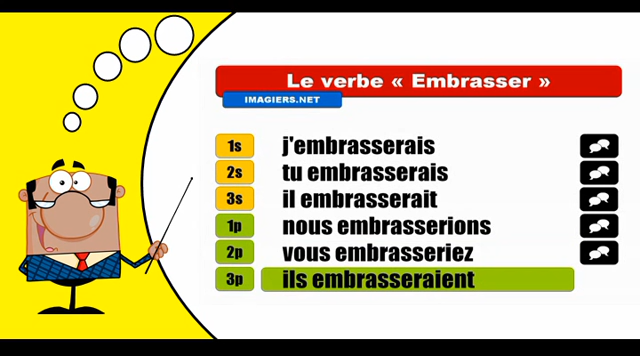 Le verbe « Embrasser »
IMAGIERS.NET
1s j'embrasserais
2s tu embrasserais
3s il embrasserait
1p nous embrasserions
2p vous embrasseriez
3p ils embrasseraient